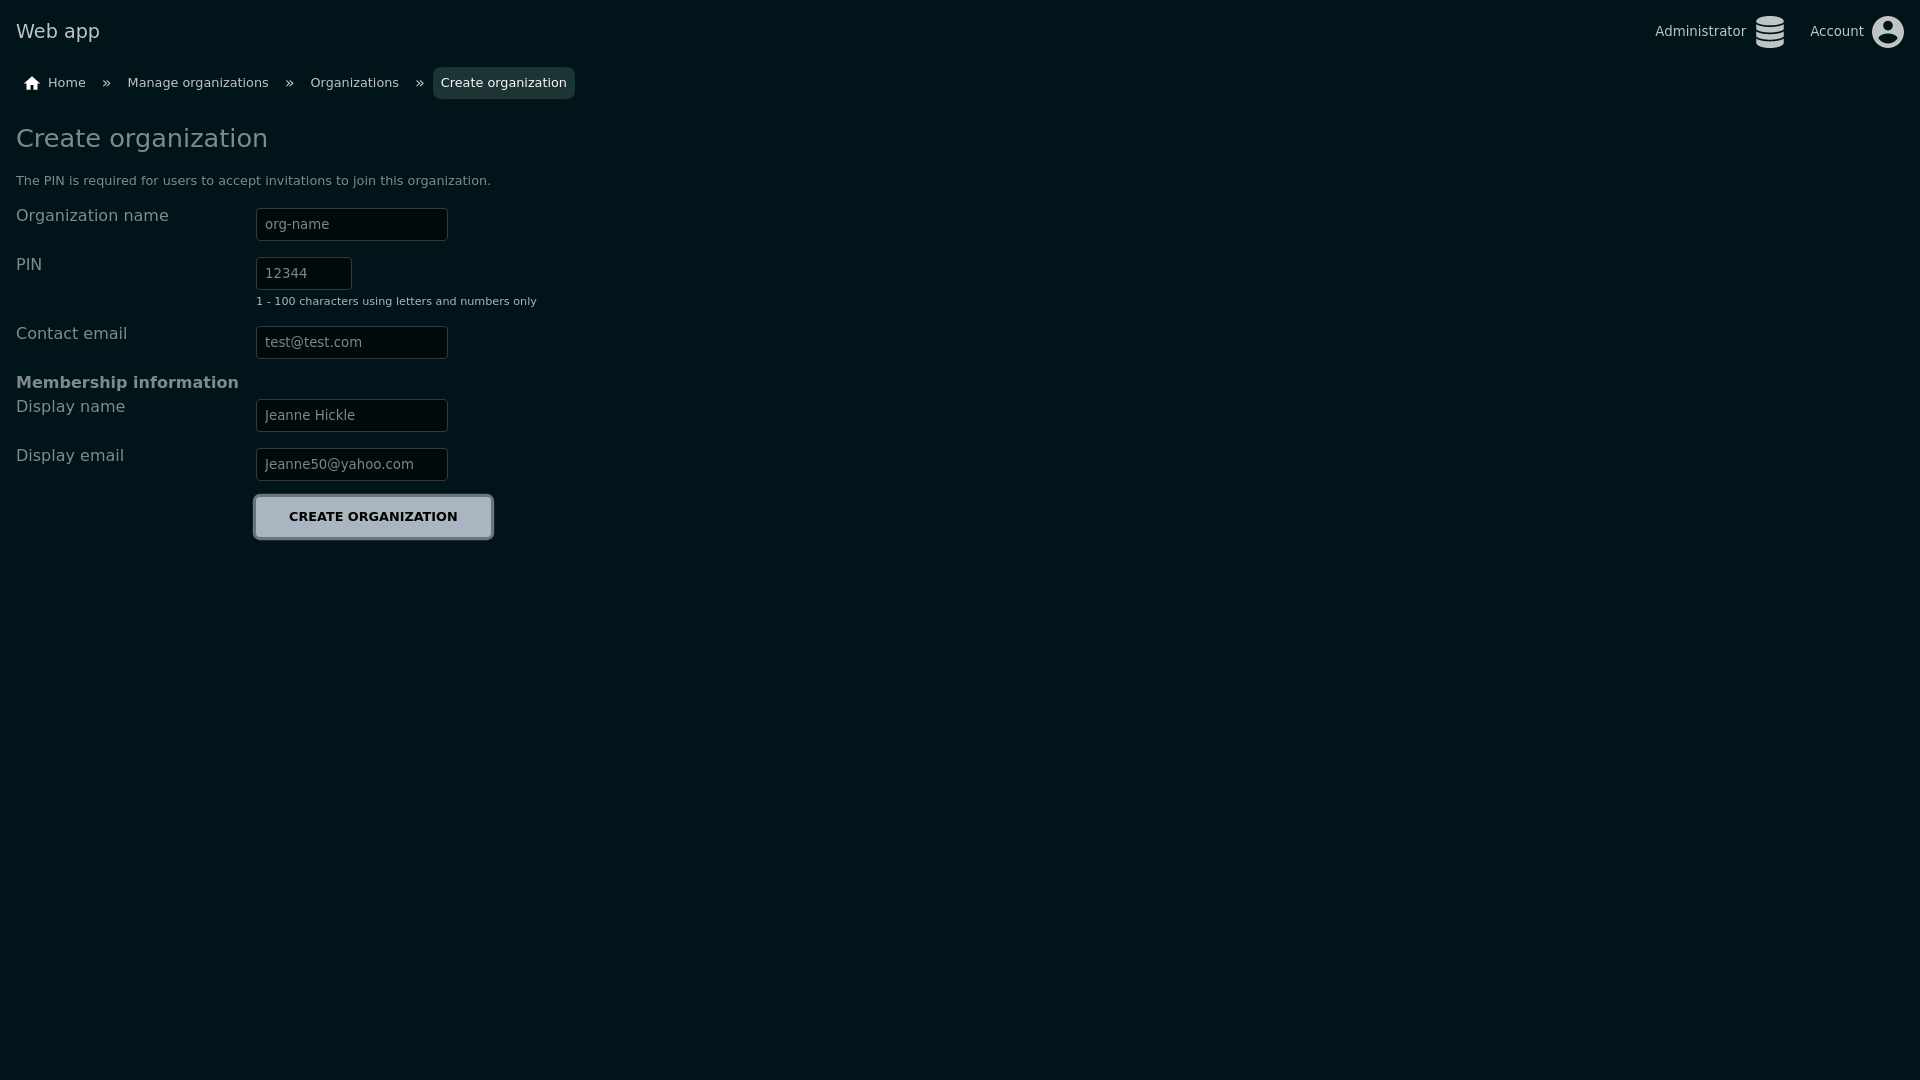 Web app
Administrator
Account
Home » Manage organizations » Organizations » Create organization
Create organization
The PIN is required for users to accept invitations to join this organization.
Organization name
org-name
PIN
12344
1 - 100 characters using letters and numbers only
Contact email
test@test.com
Membership information
Display name
Jeanne Hickle
Display email
Jeanne50@yahoo.com
CREATE ORGANIZATION